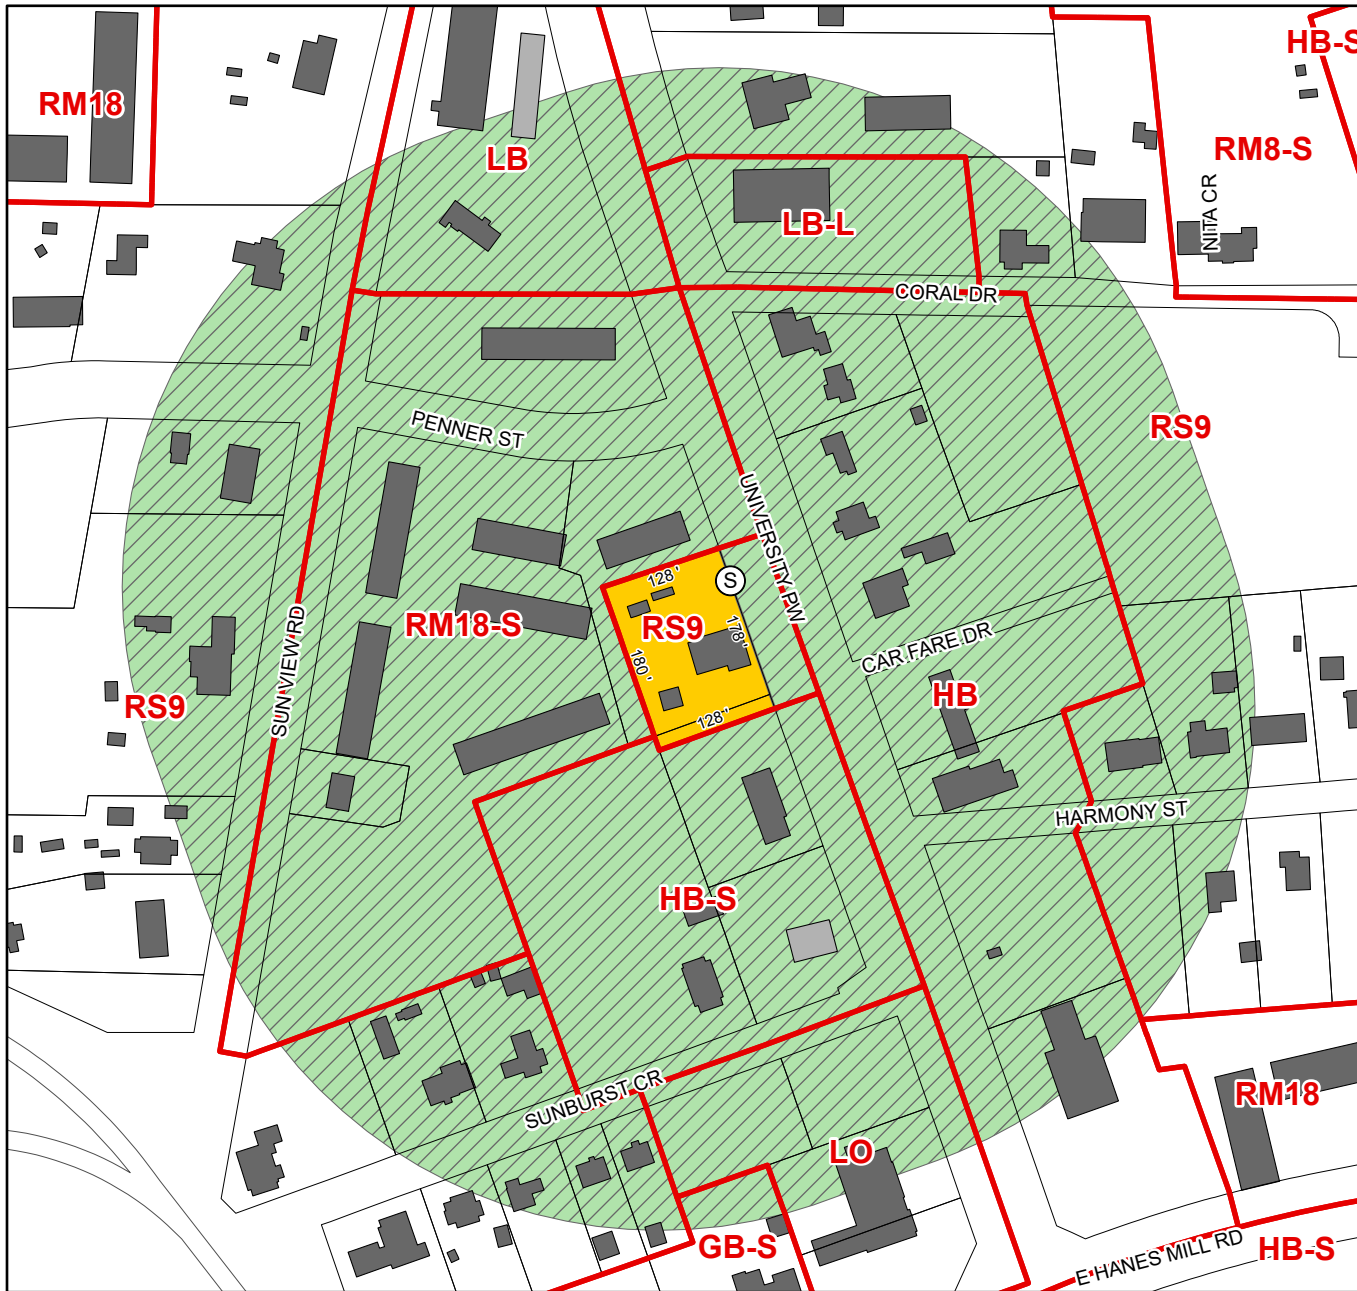 HB-S
RM18
RM8-S
LB
NITA CR
LB-L
CORAL DR
PENNER ST
RS9
UNIVERSITY PW
128 '
S
RS9
178 '
RM18-S
180 '
CAR FARE DR
SUN VIEW RD
RS9
HB
128 '
HARMONY ST
HB-S
SUNBURST CR
RM18
LO
GB-S
E HANES MILL RD
HB-S